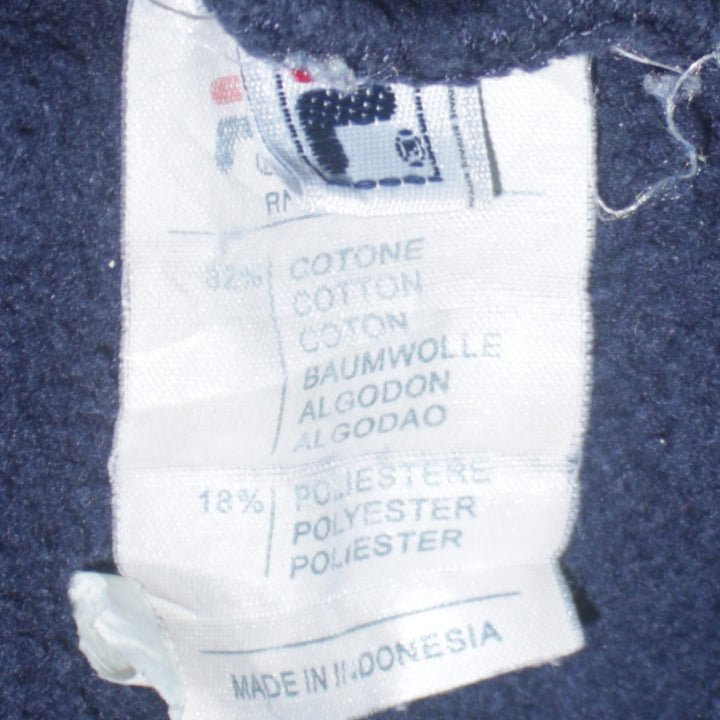 RN
82% COTONE
COTTON
COTON
BAUMWOLLE
ALGODON
ALGODAO
18% POLIESTERE
POLYESTER
POLIESTER
MADE IN INDONESIA